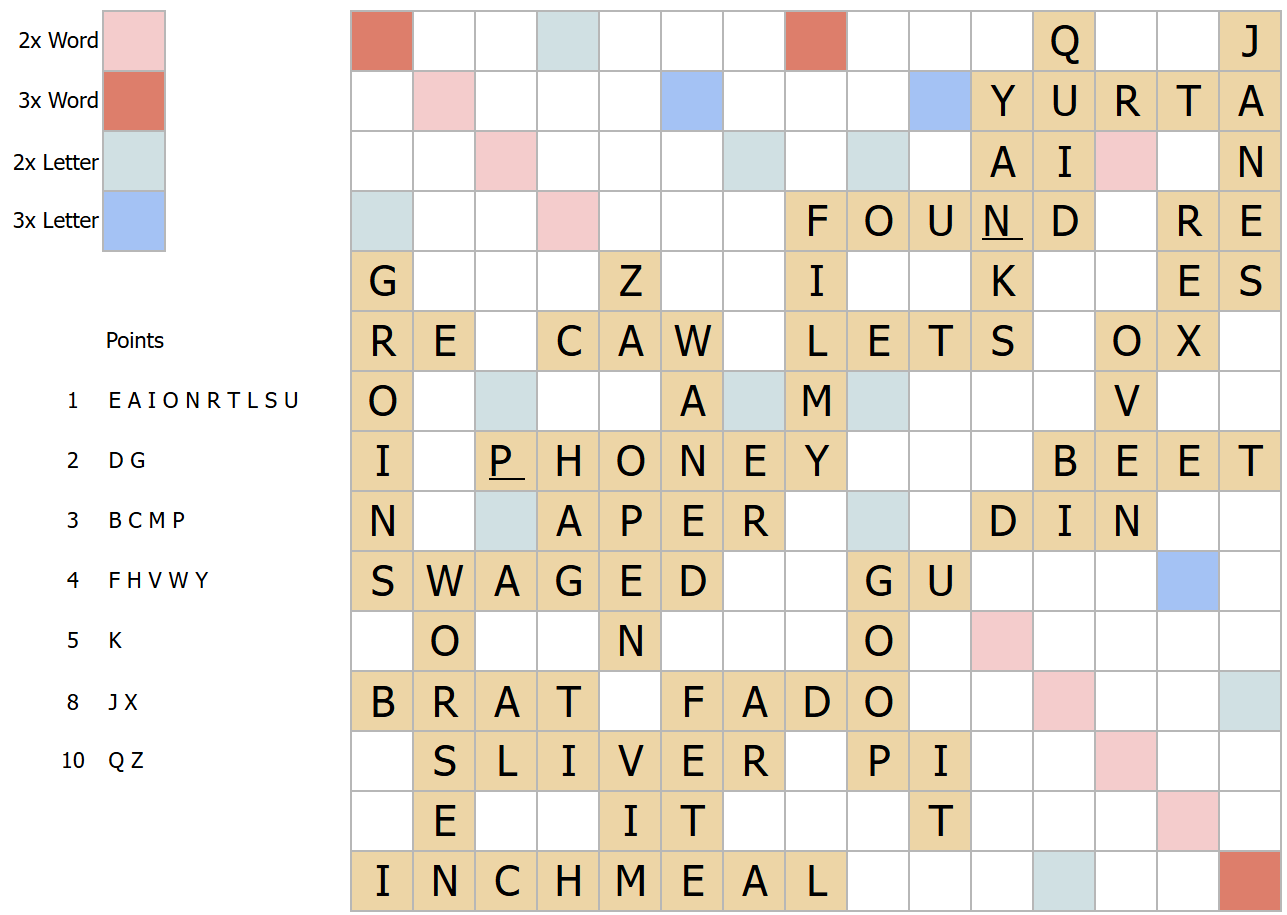 2x Word
3x Word
2x Letter
3x Letter
Points
1 E A I O N R T L S U
2 D G
3 B C M P
4 F H V W Y
5 K
8 J X
10 Q Z
Q J
Y U R T A
A I N
F O U N D R E
G Z I K E S
R E C A W L E T S O X
O A M V
I P H O N E Y B E E T
N A P E R D I N
S W A G E D G U
O N O
B R A T F A D O
S L I V E R P I
E I T T
I N C H M E A L